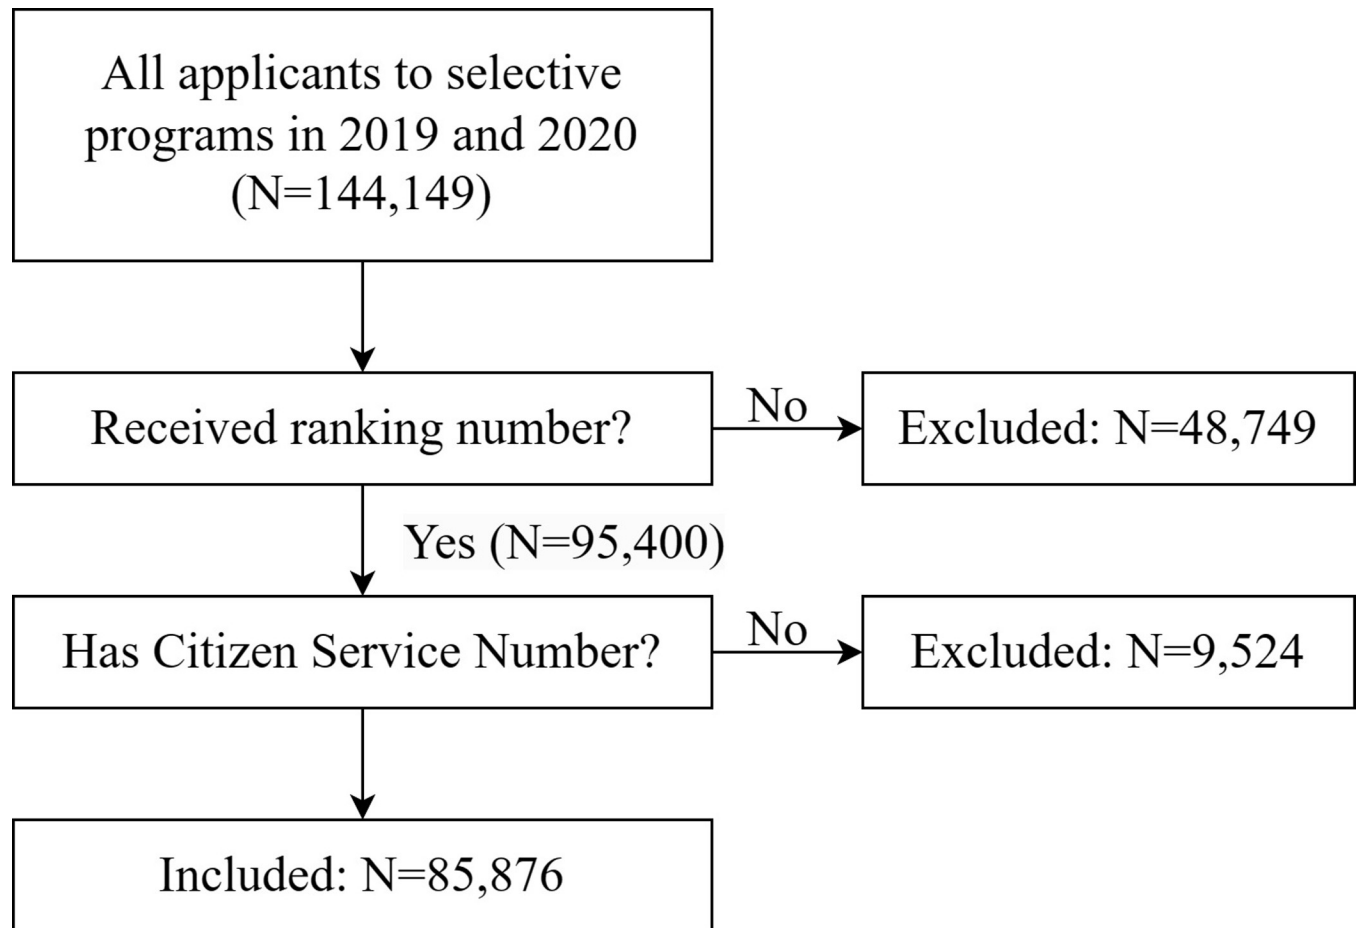 All applicants to selective
programs in 2019 and 2020
(N=144,149)
Received ranking number?
No
Excluded: N=48,749
Yes (N=95,400)
Has Citizen Service Number?
No
Excluded: N=9,524
Included: N=85,876